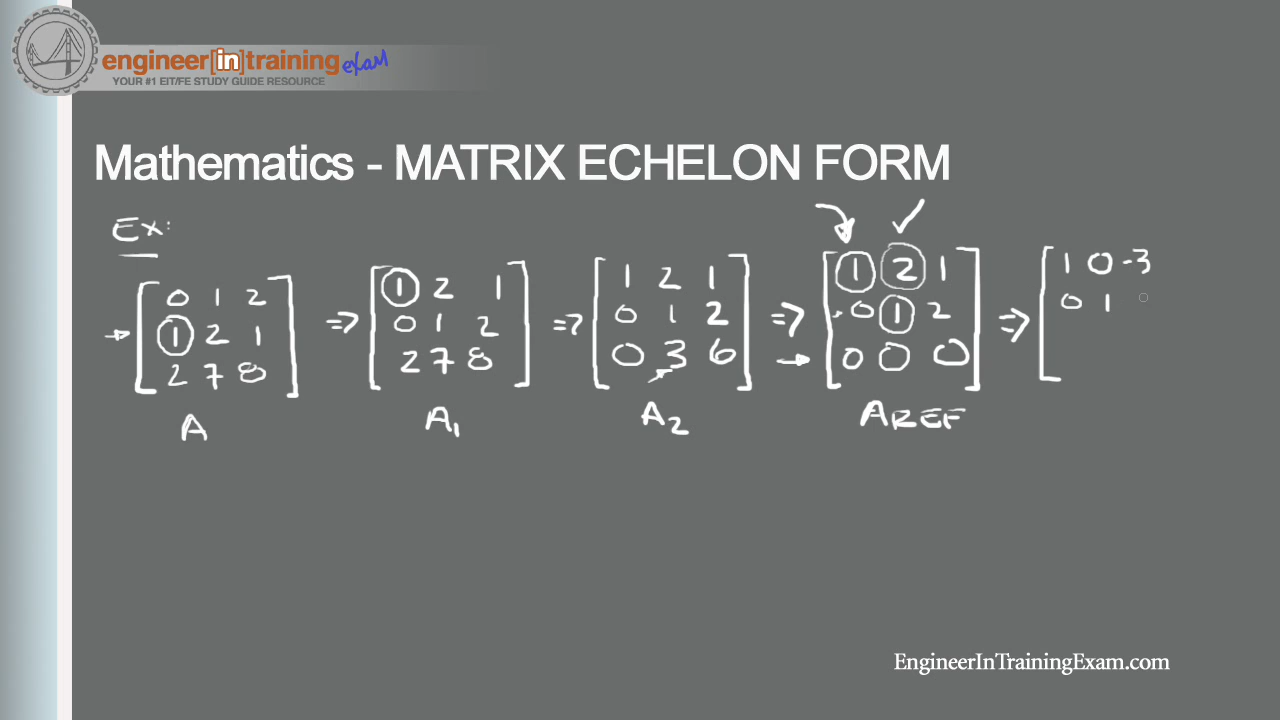 engineer[in]training exam
YOUR #1 EIT/FE STUDY GUIDE RESOURCE
Mathematics - MATRIX ECHELON FORM
Ex:
[0 1 2 => [1 2 1 => [1 2 1 => [1 2 1 => [1 0 -3
1 2 1 0 1 2 0 1 2 0 1 2 0 1
2 7 8] 2 7 8] 0 3 6] 0 0 0]
A A1 A2 AREF
EngineerInTrainingExam.com